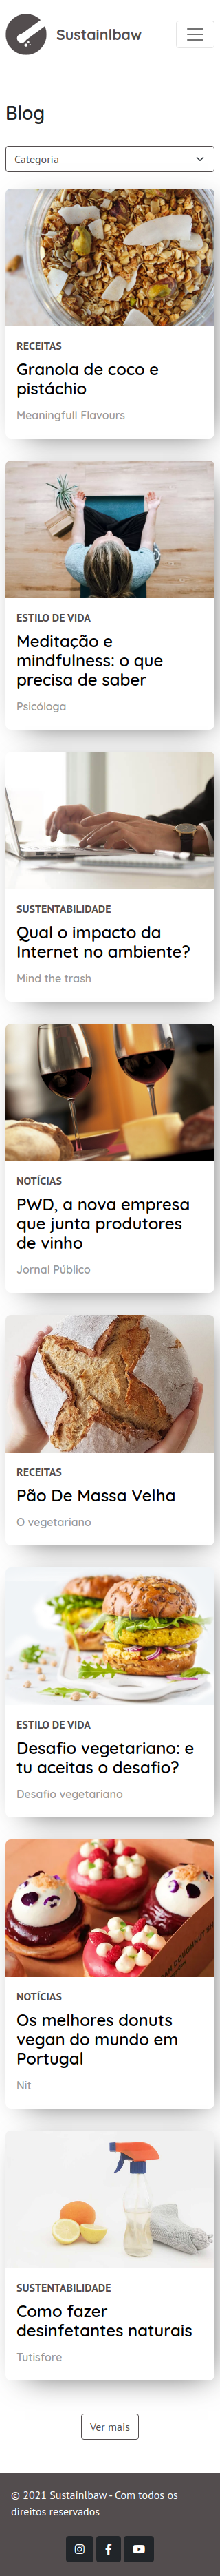 Sustainlbaw
Blog
Categoria
RECEITAS
Granola de coco e
pistáchio
Meaningfull Flavours
ESTILO DE VIDA
Meditação e
mindfulness: o que
precisa de saber
Psicóloga
SUSTENTABILIDADE
Qual o impacto da
Internet no ambiente?
Mind the trash
NOTÍCIAS
PWD, a nova empresa
que junta produtores
de vinho
Jornal Público
RECEITAS
Pão De Massa Velha
O vegetariano
ESTILO DE VIDA
Desafio vegetariano: e
tu aceitas o desafio?
Desafio vegetariano
NOTÍCIAS
Os melhores donuts
vegan do mundo em
Portugal
Nit
SUSTENTABILIDADE
Como fazer
desinfetantes naturais
Tutisfore
Ver mais
© 2021 Sustainlbaw - Com todos os
direitos reservados